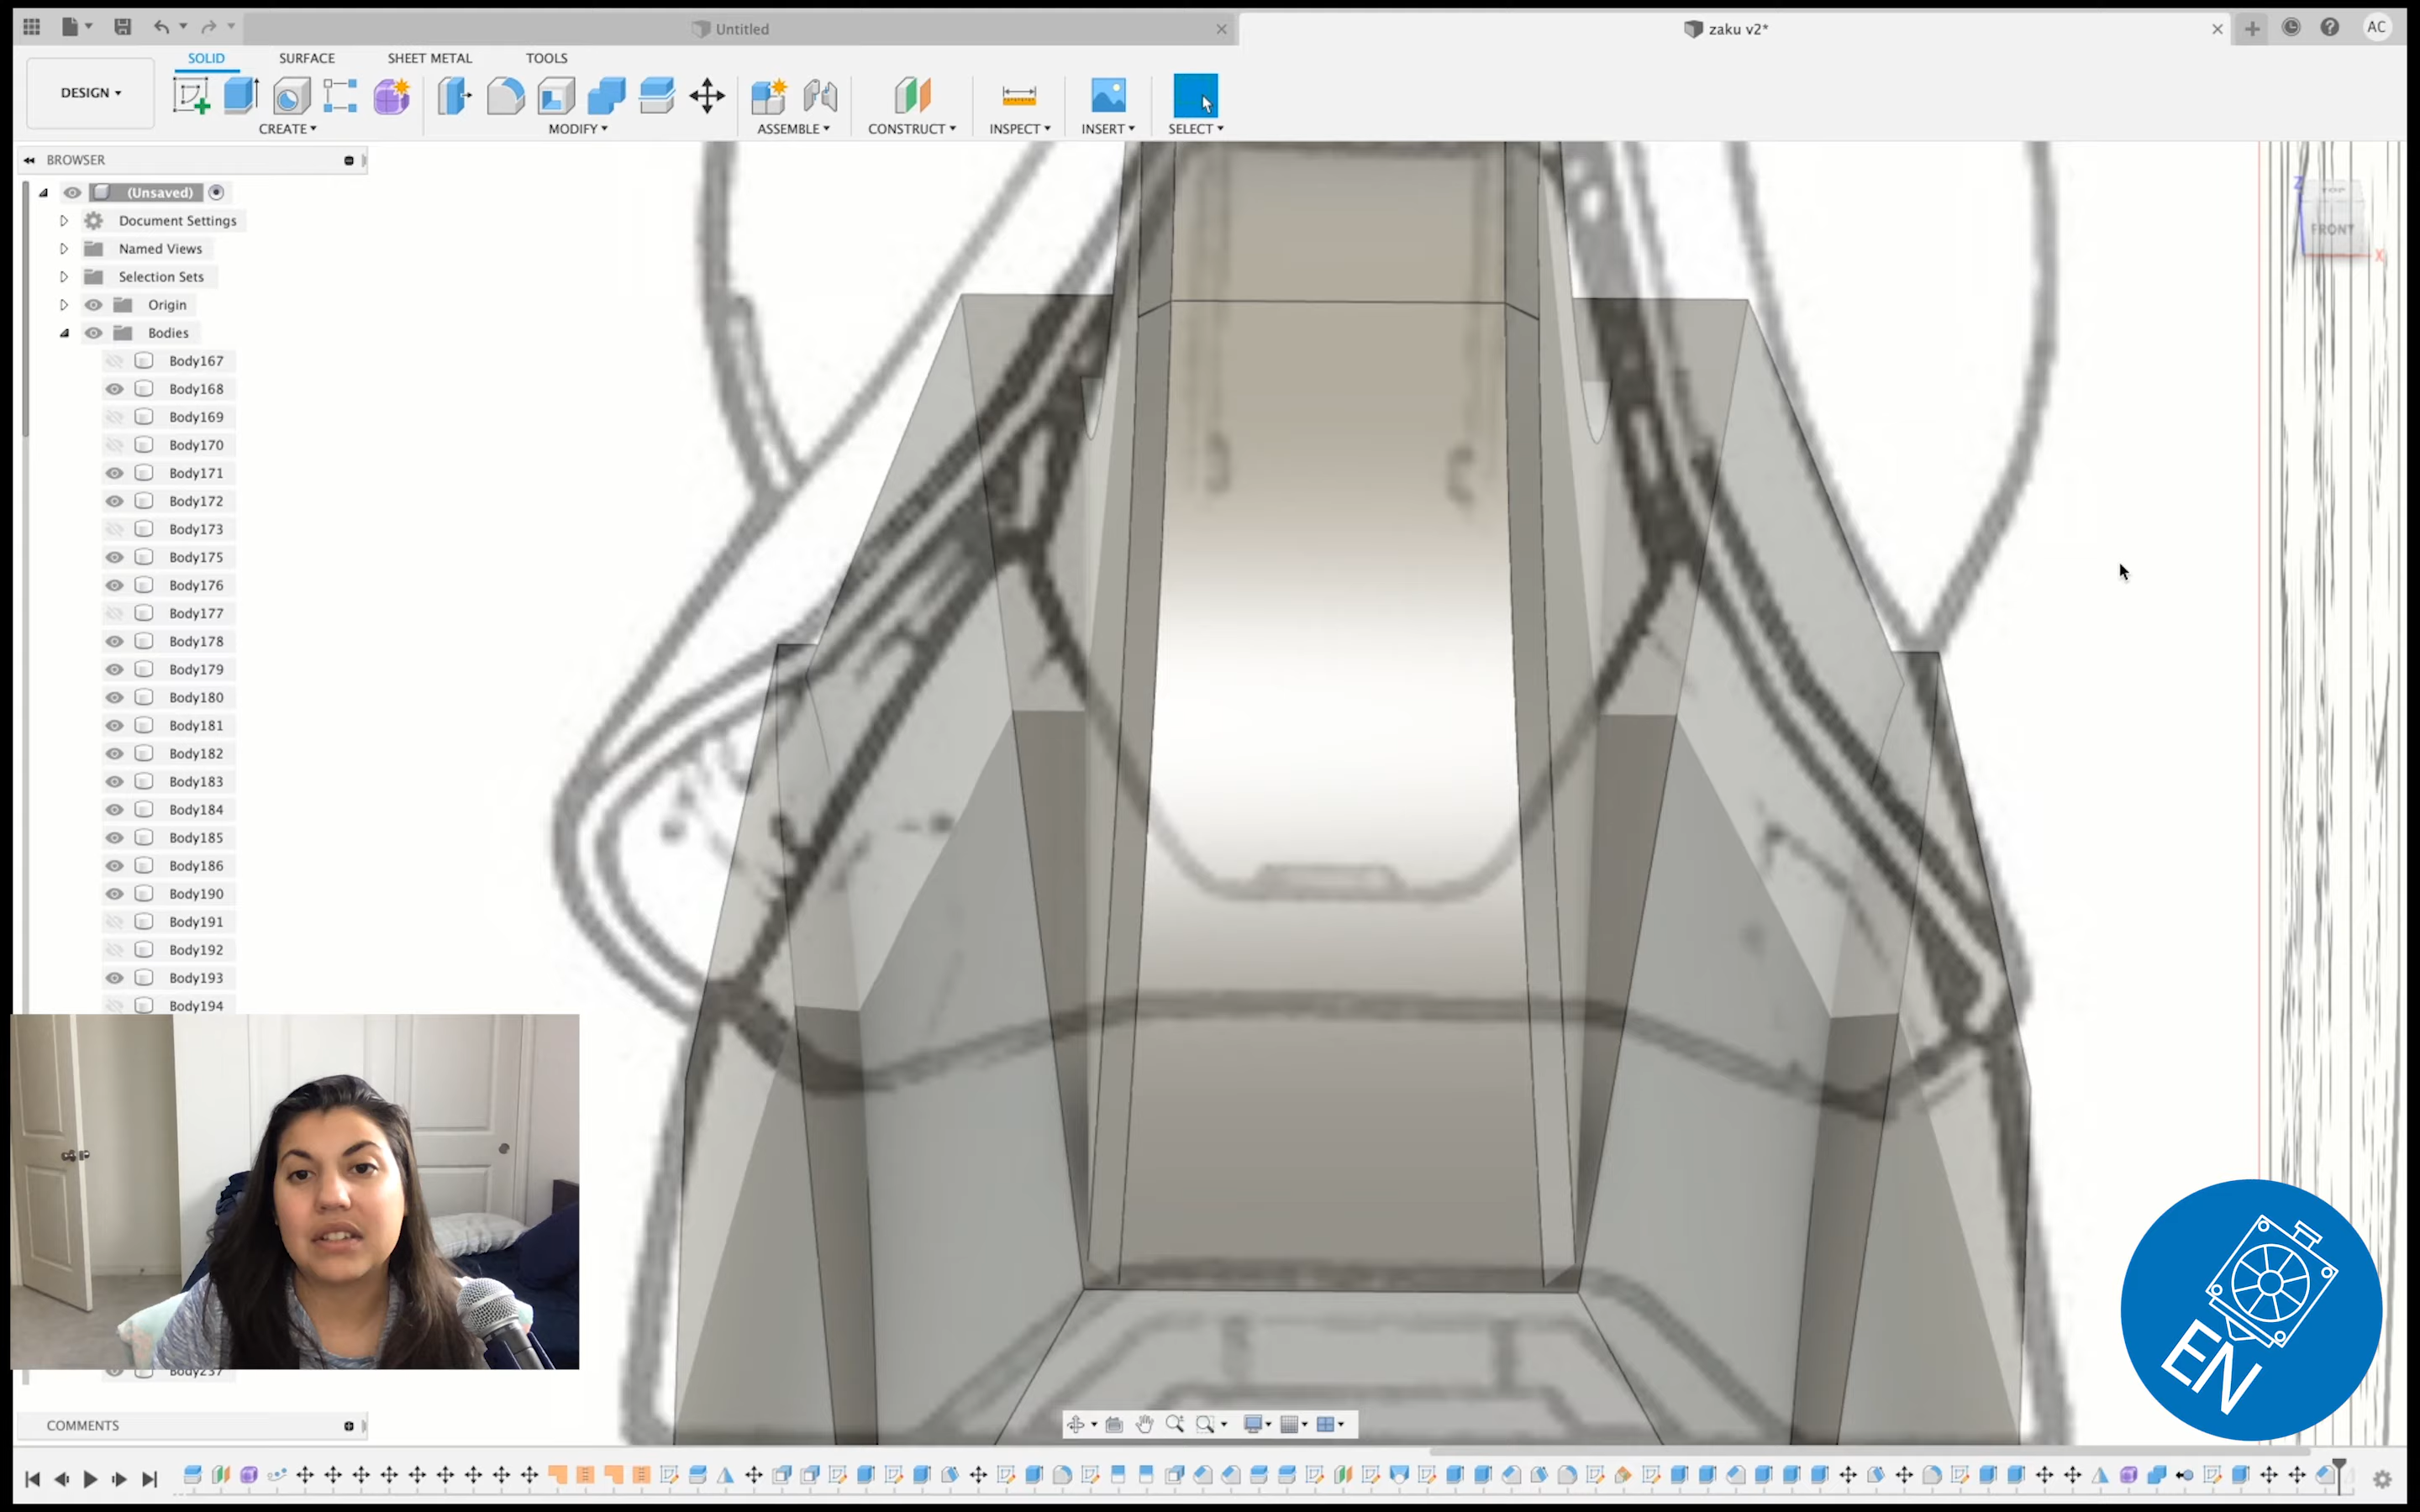 Untitled
zaku v2*
AC
SOLID
SURFACE
SHEET METAL
TOOLS
DESIGN
CREATE
MODIFY
ASSEMBLE
CONSTRUCT
INSPECT
INSERT
SELECT
BROWSER
(Unsaved)
Document Settings
Named Views
Selection Sets
Origin
Bodies
Body167
Body168
Body169
Body170
Body171
Body172
Body173
Body175
Body176
Body177
Body178
Body179
Body180
Body181
Body182
Body183
Body184
Body185
Body186
Body190
Body191
Body192
Body193
Body194
Body237
COMMENTS
Z
TOP
FRONT
X
EN